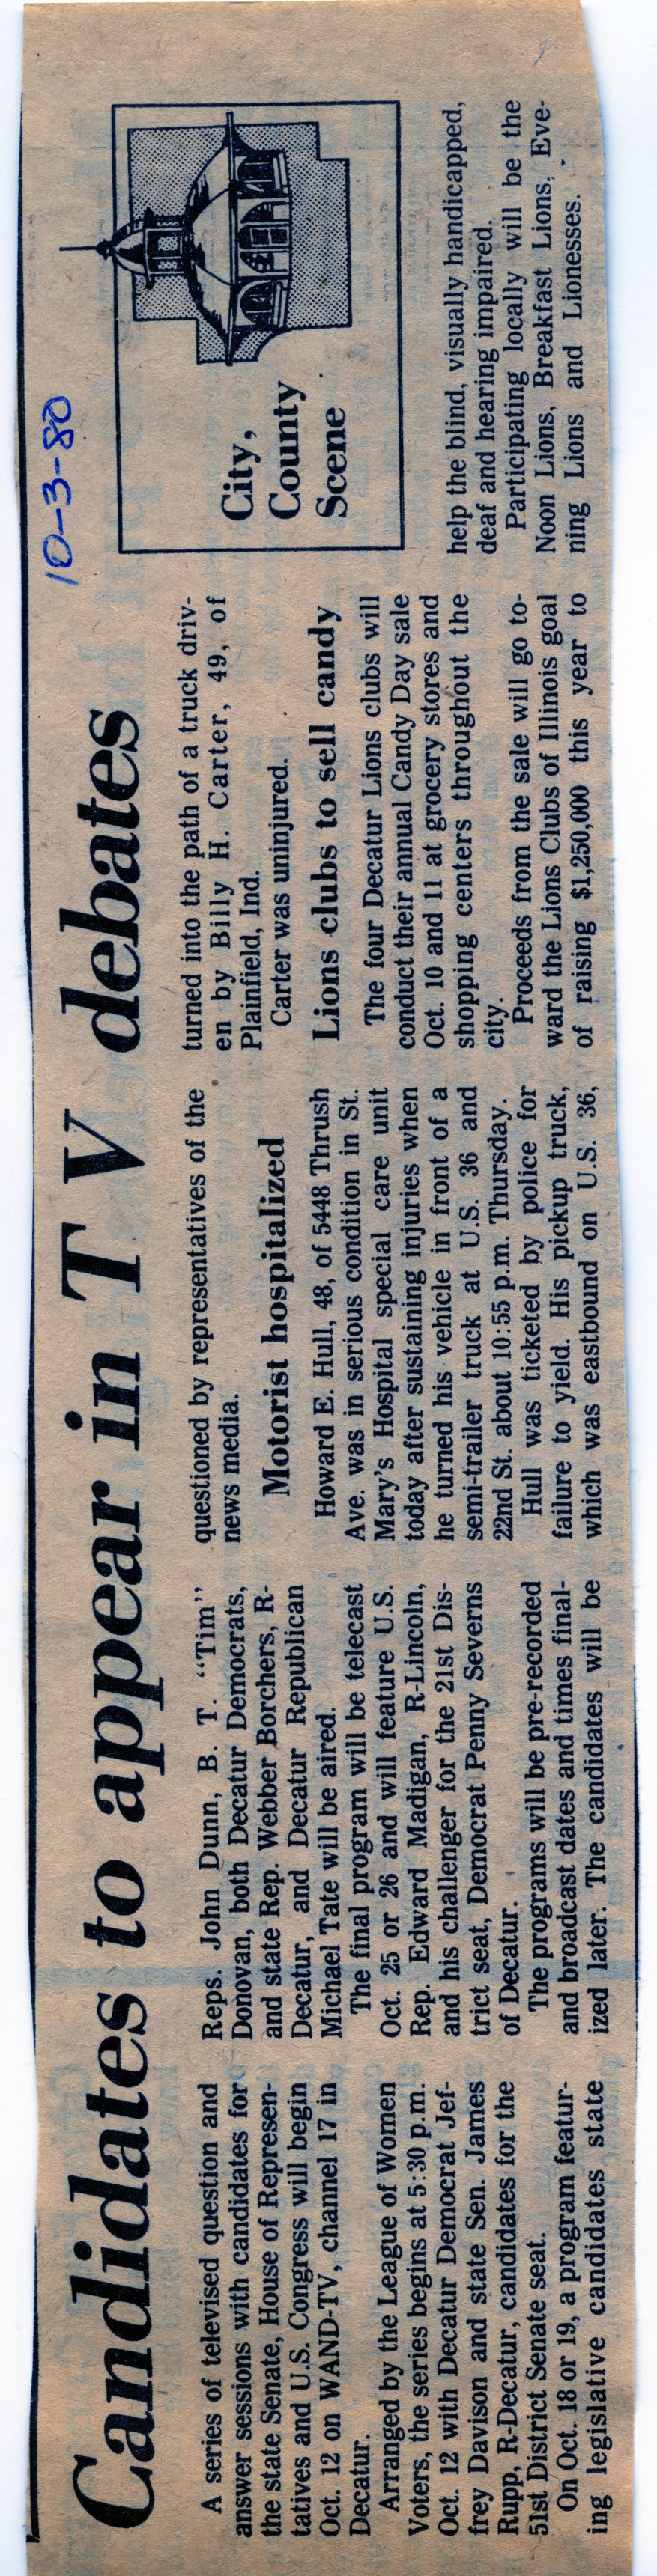 10-3-80
Candidates to appear in TV debates
A series of televised question and
answer sessions with candidates for
the state Senate, House of Represen-
tatives and U.S. Congress will begin
Oct. 12 on WAND-TV, channel 17 in
Decatur.
Arranged by the League of Women
Voters, the series begins at 5:30 p.m.
Oct. 12 with Decatur Democrat Jef-
frey Davison and state Sen. James
Rupp, R-Decatur, candidates for the
51st District Senate seat.
On Oct. 18 or 19, a program featur-
ing legislative candidates state
Reps. John Dunn, B. T. "Tim"
Donovan, both Decatur Democrats,
and state Rep. Webber Borchers, R-
Decatur, and Decatur Republican
Michael Tate will be aired.
The final program will be telecast
Oct. 25 or 26 and will feature U.S.
Rep. Edward Madigan, R-Lincoln,
and his challenger for the 21st Dis-
trict seat, Democrat Penny Severns
of Decatur.
The programs will be pre-recorded
and broadcast dates and times final-
ized later. The candidates will be
questioned by representatives of the
news media.
Motorist hospitalized
Howard E. Hull, 48, of 5448 Thrush
Ave. was in serious condition in St.
Mary's Hospital special care unit
today after sustaining injuries when
he turned his vehicle in front of a
semi-trailer truck at U.S. 36 and
22nd St. about 10:55 p.m. Thursday.
Hull was ticketed by police for
failure to yield. His pickup truck,
which was eastbound on U.S. 36,
turned into the path of a truck driv-
en by Billy H. Carter, 49, of
Plainfield, Ind.
Carter was uninjured.
Lions clubs to sell candy
The four Decatur Lions clubs will
conduct their annual Candy Day sale
Oct. 10 and 11 at grocery stores and
shopping centers throughout the
city.
Proceeds from the sale will go to-
ward the Lions Clubs of Illinois goal
of raising $1,250,000 this year to
City,
County
Scene
help the blind, visually handicapped,
deaf and hearing impaired.
Participating locally will be the
Noon Lions, Breakfast Lions, Eve-
ning Lions and Lionesses.